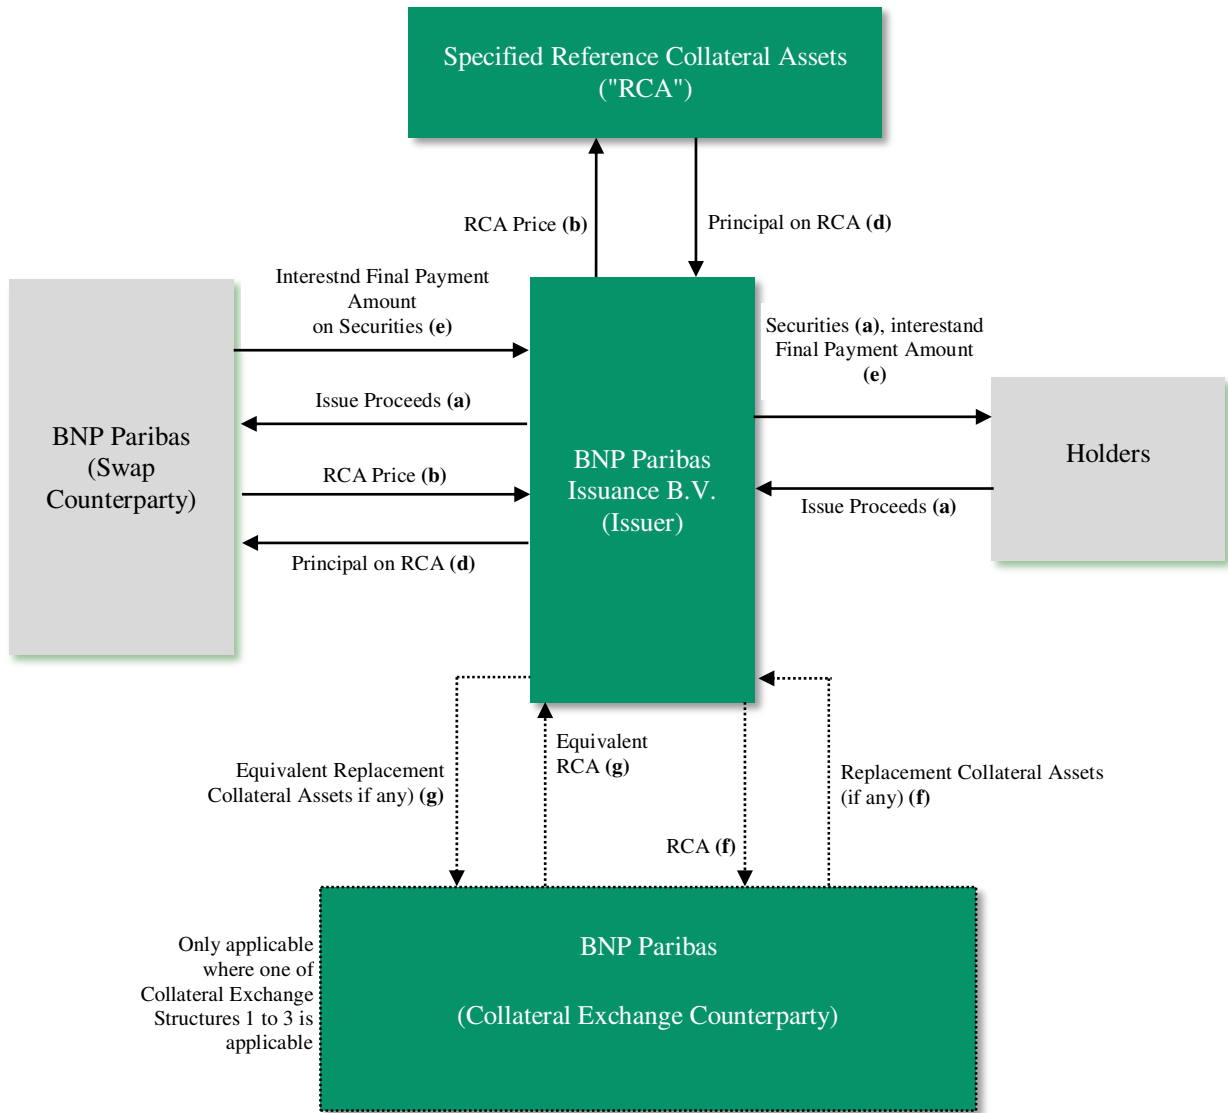 Specified Reference Collateral Assets
("RCA")
RCA Price (b)
Principal on RCA (d)
Interestnd Final Payment
Amount
on Securities (e)
Securities (a), interestand
Final Payment Amount
(e)
Issue Proceeds (a)
BNP Paribas
(Swap
Counterparty)
RCA Price (b)
Principal on RCA (d)
BNP Paribas
Issuance B.V.
(Issuer)
Holders
Issue Proceeds (a)
Equivalent Replacement
Collateral Assets if any) (g)
Equivalent
RCA (g)
RCA (f)
Replacement Collateral Assets
(if any) (f)
Only applicable
where one of
Collateral Exchange
Structures 1 to 3 is
applicable
BNP Paribas
(Collateral Exchange Counterparty)